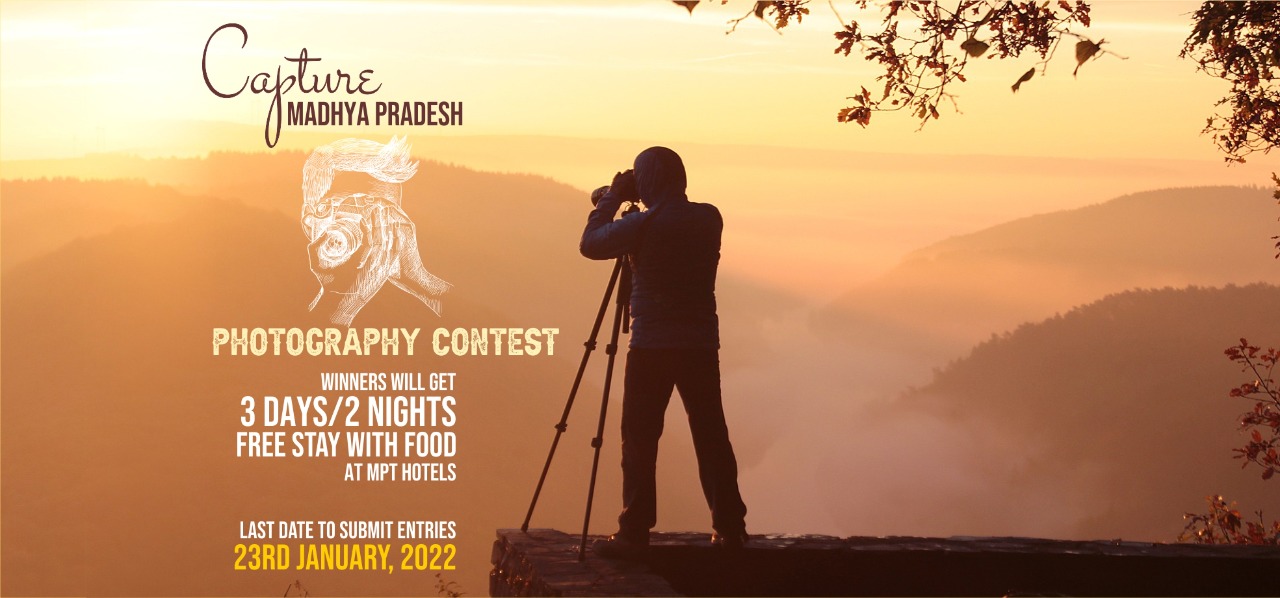 Capture
MADHYA PRADESH
PHOTOGRAPHY CONTEST
WINNERS WILL GET
3 DAYS/2 NIGHTS
FREE STAY WITH FOOD
AT MPT HOTELS
LAST DATE TO SUBMIT ENTRIES
23RD JANUARY, 2022